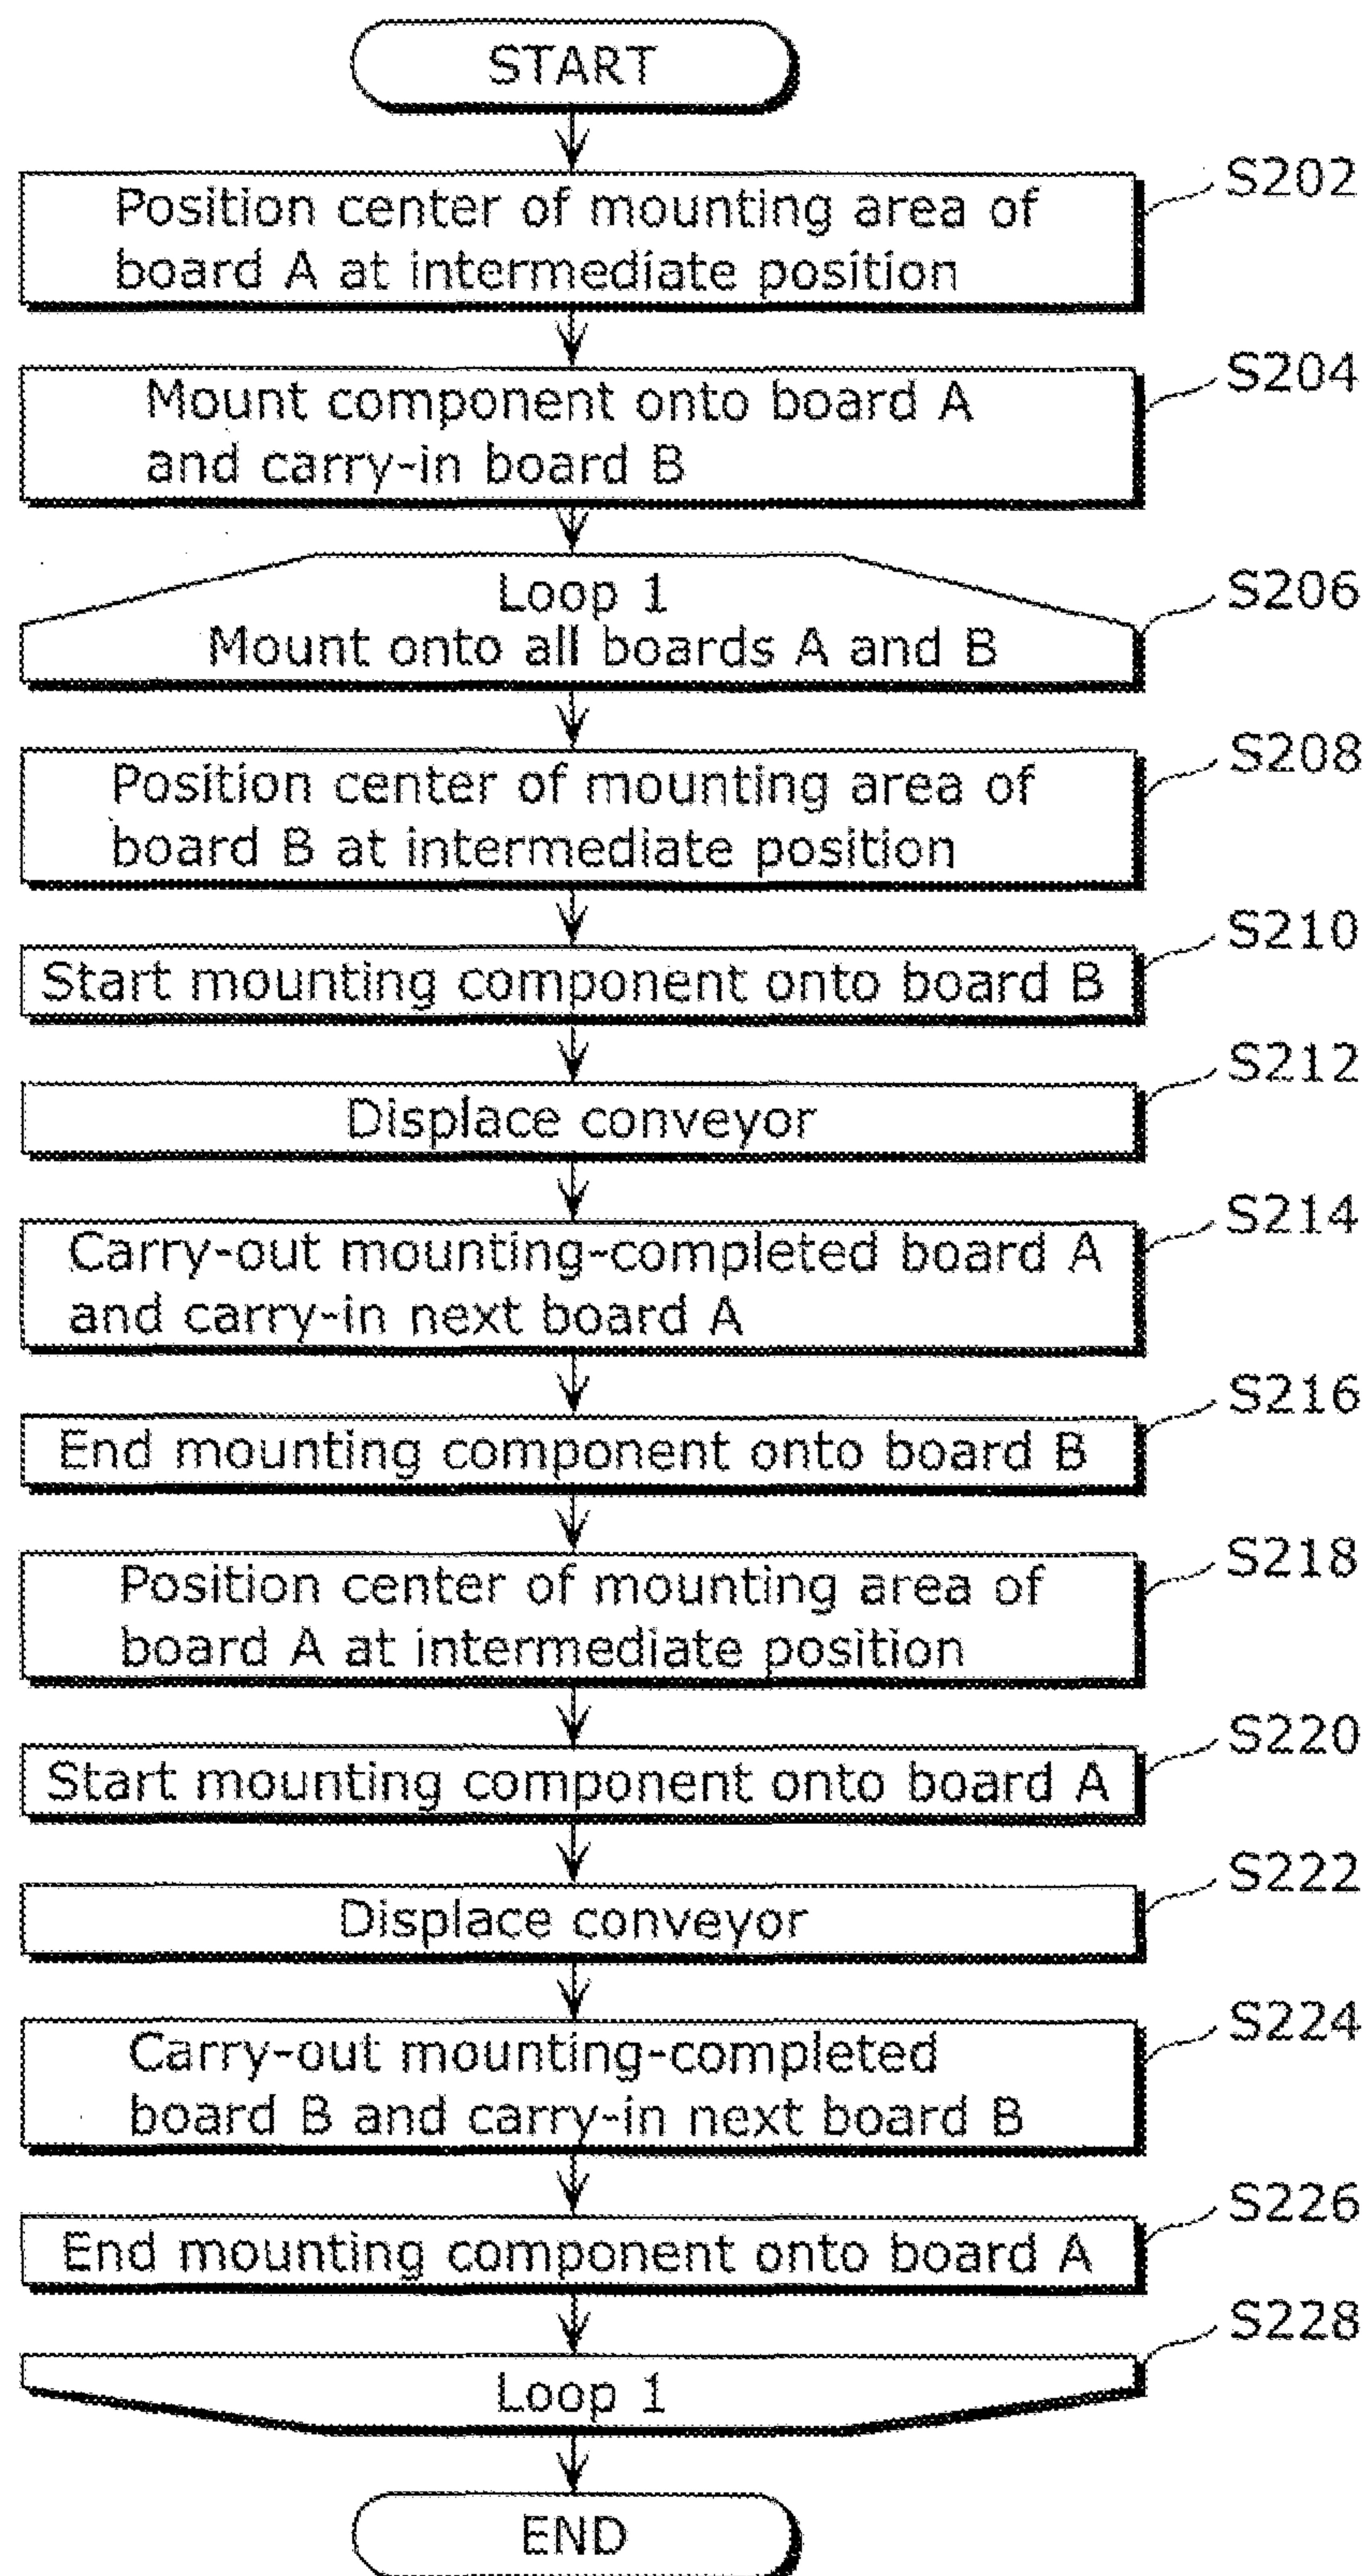 START
S202
Position center of mounting area of
board A at intermediate position
S204
Mount component onto board A
and carry-in board B
S206
Loop 1
Mount onto all boards A and B
S208
Position center of mounting area of
board B at intermediate position
S210
Start mounting component onto board B
S212
Displace conveyor
S214
Carry-out mounting-completed board A
and carry-in next board A
S216
End mounting component onto board B
S218
Position center of mounting area of
board A at intermediate position
S220
Start mounting component onto board A
S222
Displace conveyor
S224
Carry-out mounting-completed
board B and carry-in next board B
S226
End mounting component onto board A
S228
Loop 1
END